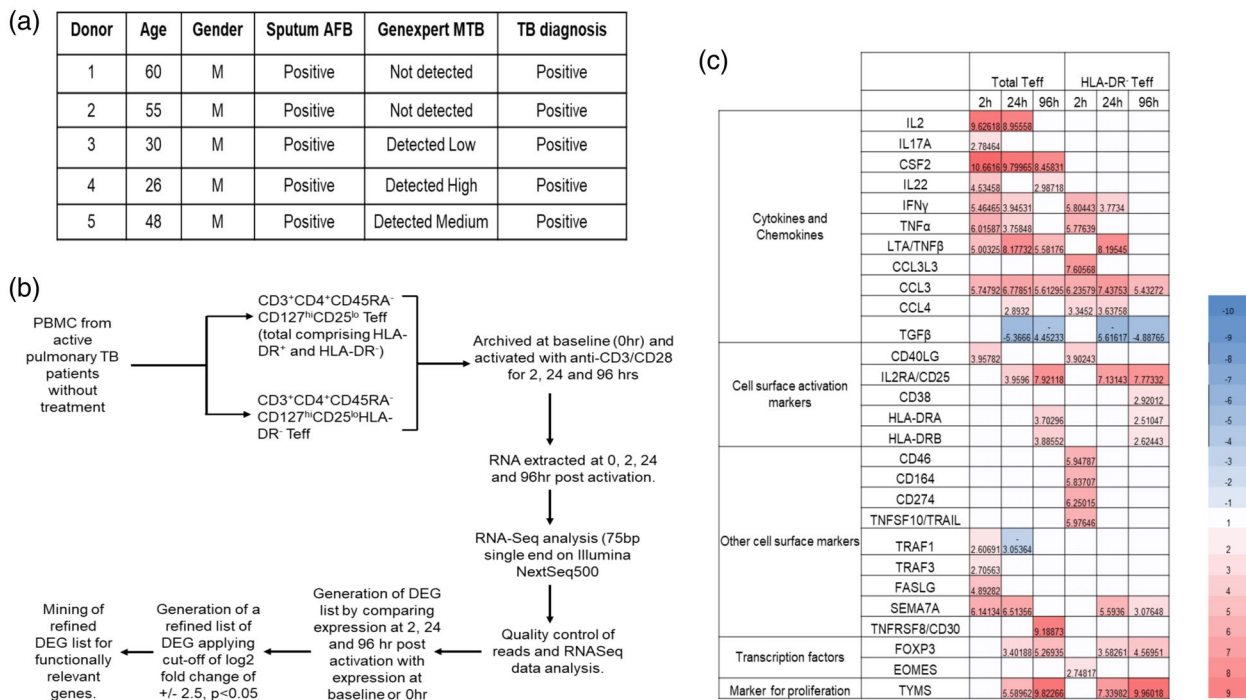 (a)
Donor Age Gender Sputum AFB Genexpert MTB TB diagnosis
1 60 M Positive Not detected Positive
2 55 M Positive Not detected Positive
3 30 M Positive Detected Low Positive
4 26 M Positive Detected High Positive
5 48 M Positive Detected Medium Positive
(b)
PBMC from
active
pulmonary TB
patients
without
treatment
CD3⁺CD4⁺CD45RA⁻
CD127ʰⁱCD25ˡᵒ Teff
(total comprising HLA-
DR⁺ and HLA-DR⁻)
CD3⁺CD4⁺CD45RA⁻
CD127ʰⁱCD25ˡᵒHLA-
DR⁻ Teff
Archived at baseline (0hr) and
activated with anti-CD3/CD28
for 2, 24 and 96 hrs
RNA extracted at 0, 2, 24
and 96hr post activation.
RNA-Seq analysis (75bp
single end on Illumina
NextSeq500
Quality control of
reads and RNASeq
data analysis.
Generation of DEG
list by comparing
expression at 2, 24
and 96 hr post
activation with
expression at
baseline or 0hr
Generation of a
refined list of
DEG applying
cut-off of log2
fold change of
+/- 2.5, p<0.05
Mining of
refined
DEG list for
functionally
relevant
genes.
(c)
Total Teff HLA-DR⁻ Teff
2h 24h 96h 2h 24h 96h
Cytokines and
Chemokines
IL2 9.62618 8.95558
IL17A 2.78464
CSF2 10.6616 9.79965 8.45831
IL22 4.53458 2.98718
IFNγ 5.46465 3.94531 5.80443 3.7734
TNFα 6.01587 3.75848 5.77639
LTA/TNFβ 5.00325 8.17732 5.58176 8.19545
CCL3L3 7.60568
CCL3 5.74792 6.77851 5.61295 6.23579 7.43753 5.43272
CCL4 2.8932 3.3452 3.63758
TGFβ -5.3666 -4.45233 -5.61617 -4.88765
Cell surface activation
markers
CD40LG 3.95782 3.90243
IL2RA/CD25 3.9596 7.92118 7.13143 7.77332
CD38 2.92012
HLA-DRA 3.70296 2.51047
HLA-DRB 3.88552 2.62443
Other cell surface markers
CD46 5.94787
CD164 5.83707
CD274 6.25015
TNFSF10/TRAIL 5.97646
TRAF1 2.60691 -3.05364
TRAF3 2.70563
FASLG 4.89282
SEMA7A 6.14134 6.51356 5.5936 3.07648
TNFRSF8/CD30 9.18873
Transcription factors
FOXP3 3.40188 5.26935 3.58261 4.56951
EOMES 2.74817
Marker for proliferation
TYMS 5.58962 9.82266 7.33982 9.96018
-10
-9
-8
-7
-6
-5
-4
-3
-2
-1
1
2
3
4
5
6
7
8
9